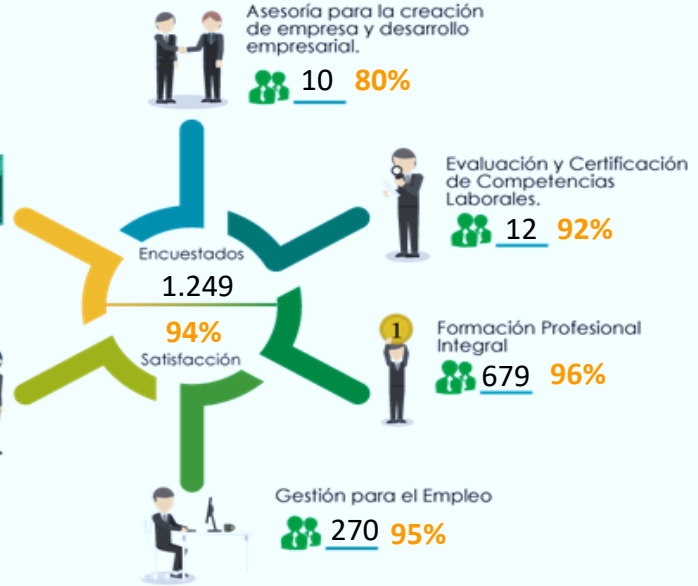 Asesoría para la creación
de empresa y desarrollo
empresarial.
10 80%
Evaluación y Certificación
de Competencias
Laborales.
12 92%
Encuestados
1.249
94%
Satisfacción
1
Formación Profesional
Integral
679 96%
Gestión para el Empleo
270 95%